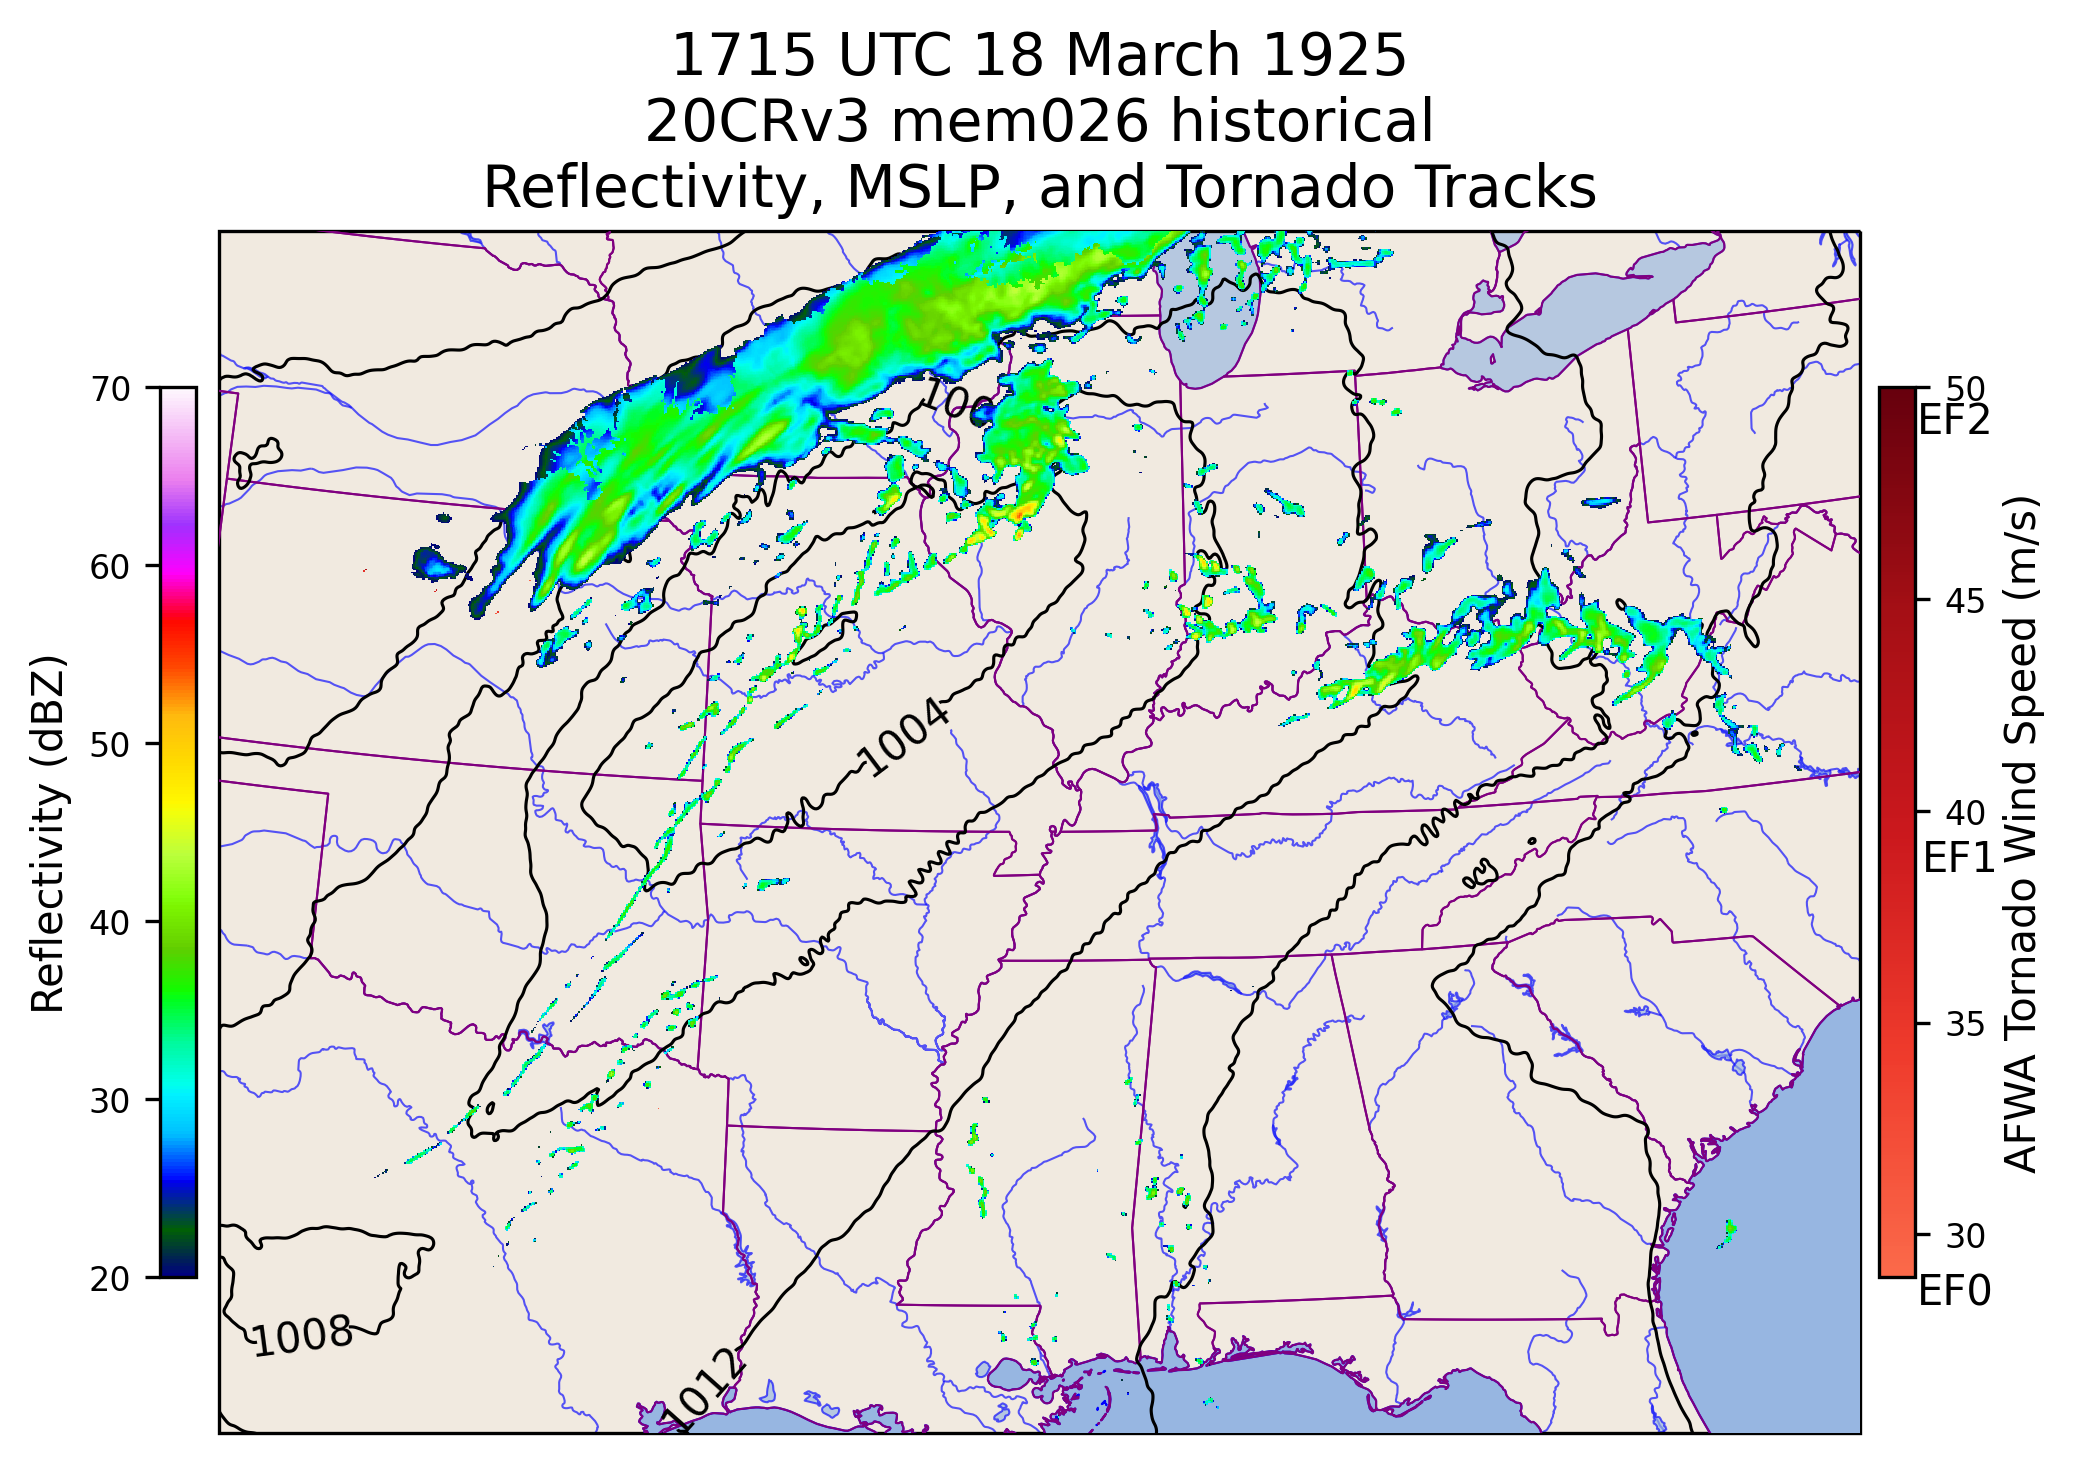 1715 UTC 18 March 1925
20CRv3 mem026 historical
Reflectivity, MSLP, and Tornado Tracks
70
60
50
40
30
20
Reflectivity (dBZ)
1004
1008
1012
50
EF2
45
40
EF1
35
30
EF0
AFWA Tornado Wind Speed (m/s)